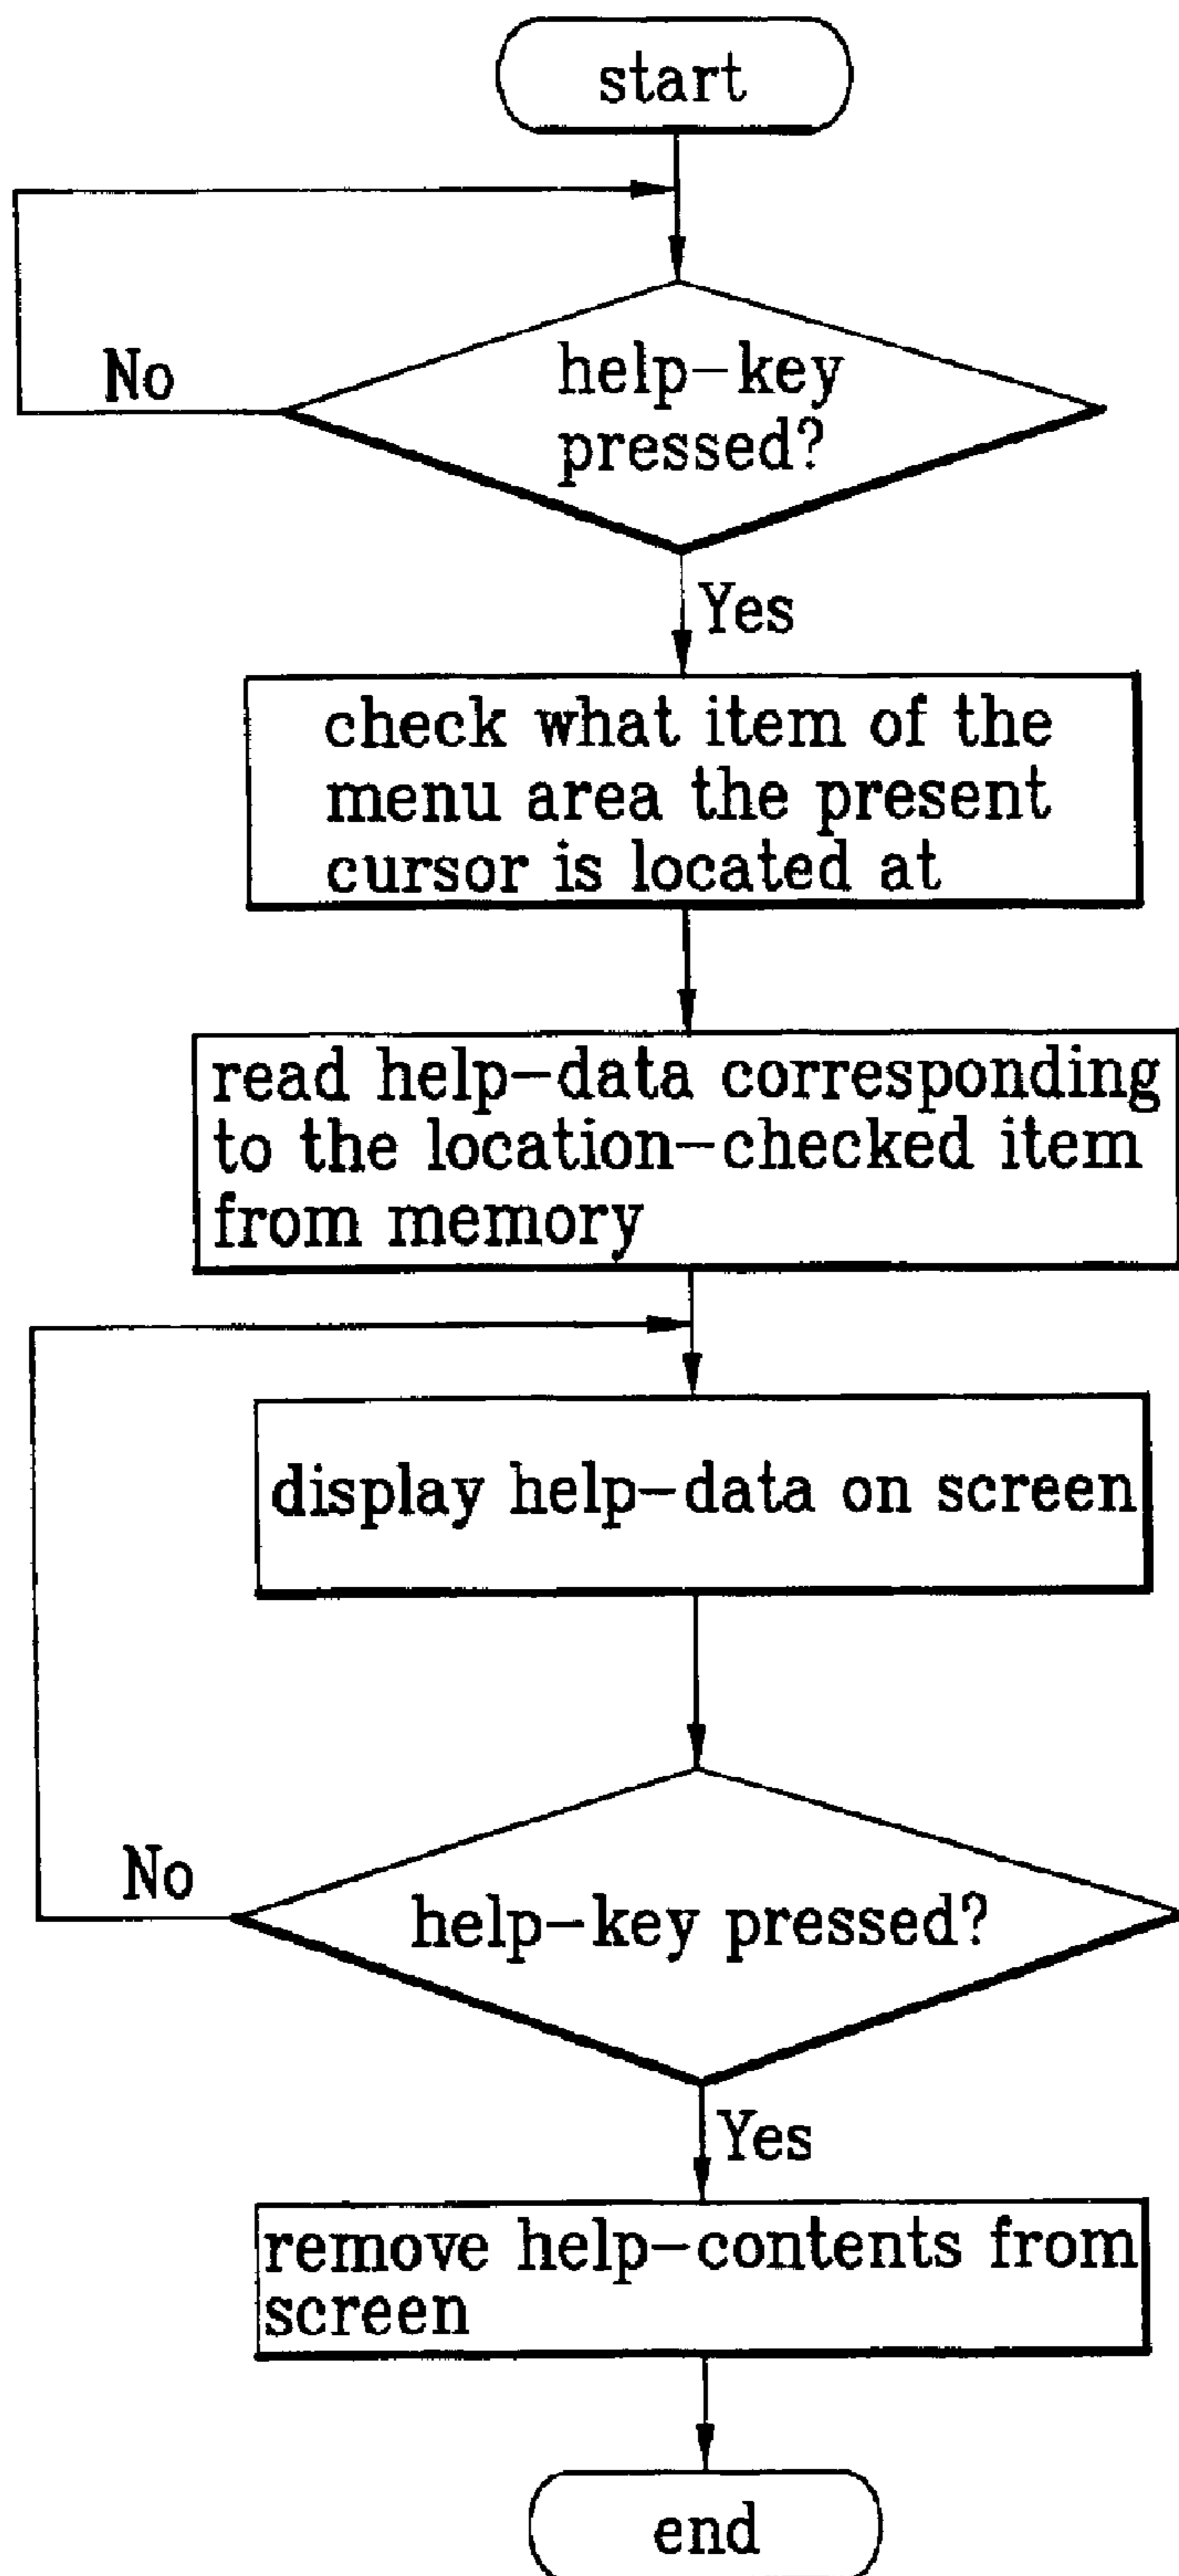 start
No
help-key
pressed?
Yes
check what item of the
menu area the present
cursor is located at
read help-data corresponding
to the location-checked item
from memory
display help-data on screen
No
help-key pressed?
Yes
remove help-contents from
screen
end